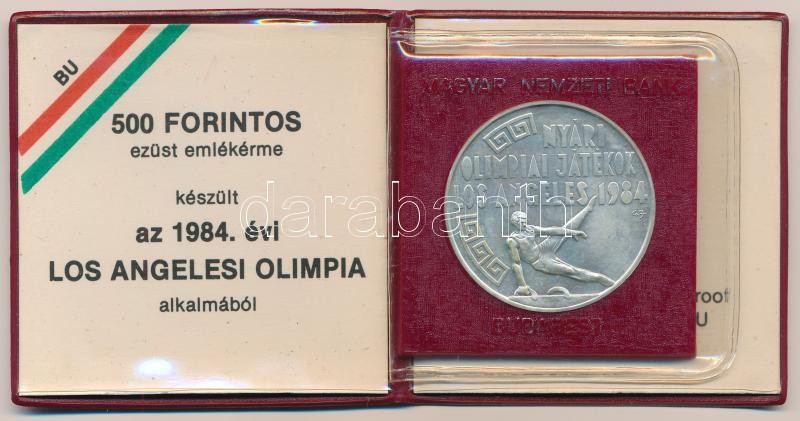 BU
500 FORINTOS
ezüst emlékérme
készült
az 1984. évi
LOS ANGELESI OLIMPIA
alkalmából
MAGYAR NEMZETI BANK
NYÁRI
OLIMPIAI JÁTÉKOK
LOS ANGELES 1984
BUDAPEST
roof
U
darabanth